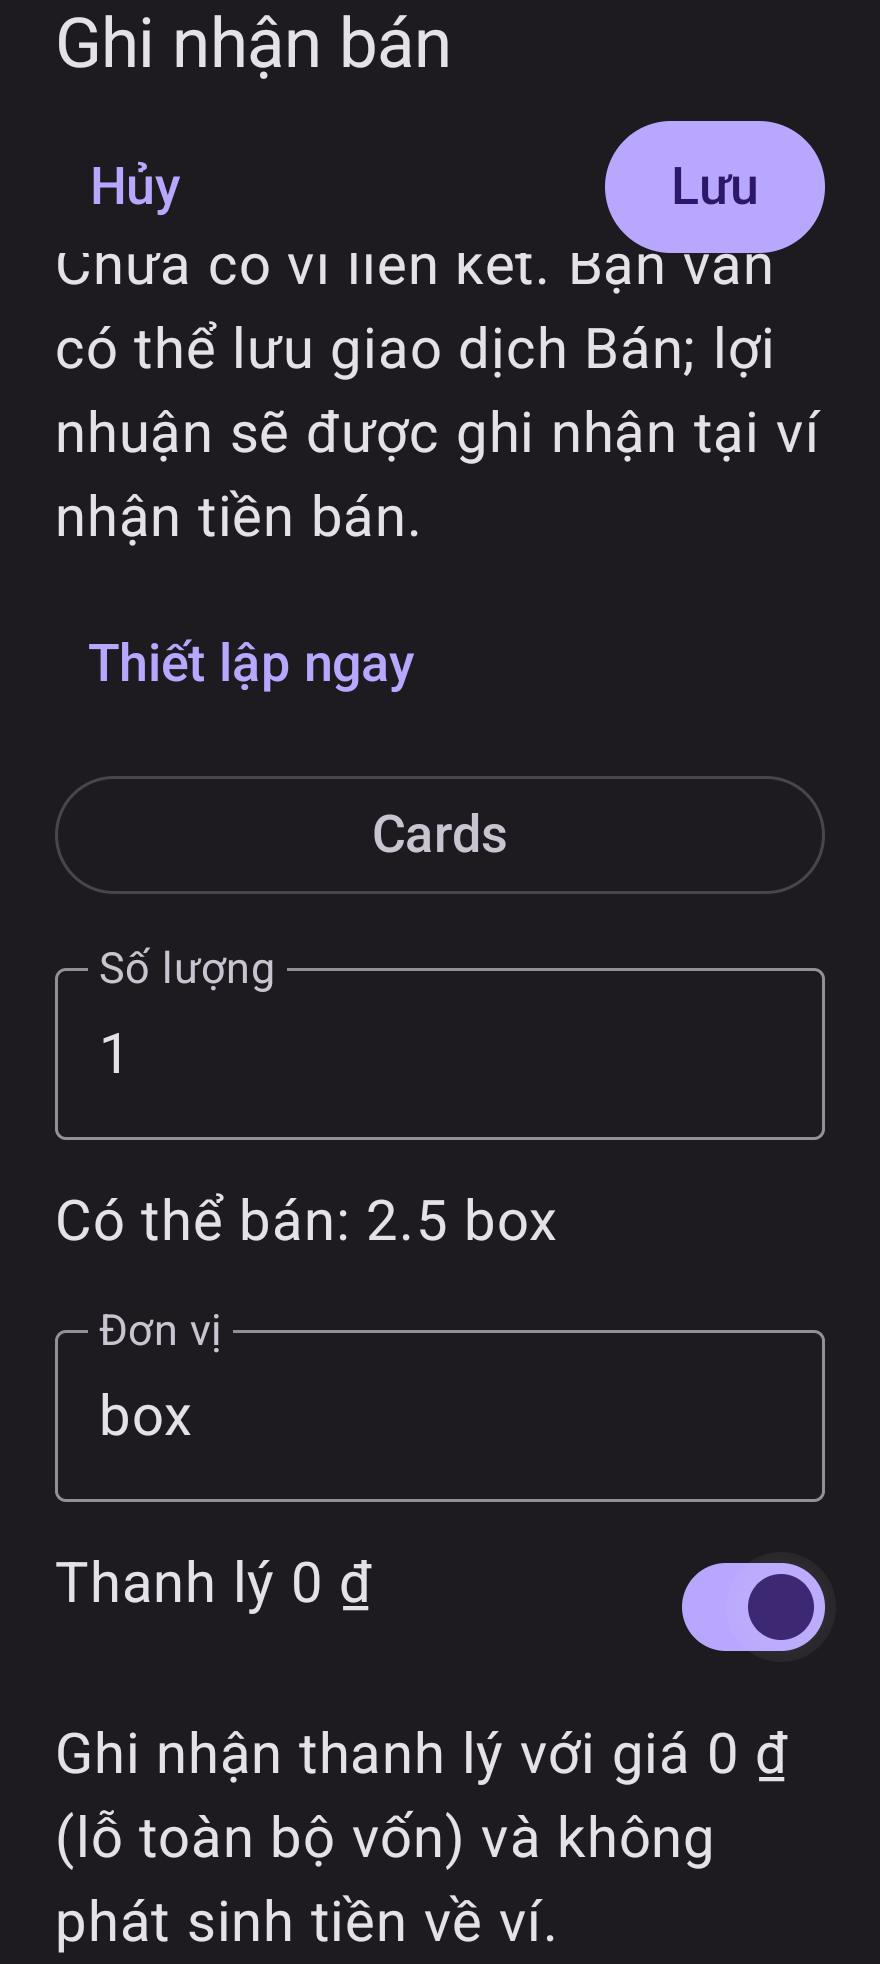 Ghi nhận bán
Hủy
Lưu
Chưa có ví liên kết. Bạn vẫn
có thể lưu giao dịch Bán; lợi
nhuận sẽ được ghi nhận tại ví
nhận tiền bán.
Thiết lập ngay
Cards
Số lượng
1
Có thể bán: 2.5 box
Đơn vị
box
Thanh lý 0 ₫
Ghi nhận thanh lý với giá 0 ₫
(lỗ toàn bộ vốn) và không
phát sinh tiền về ví.